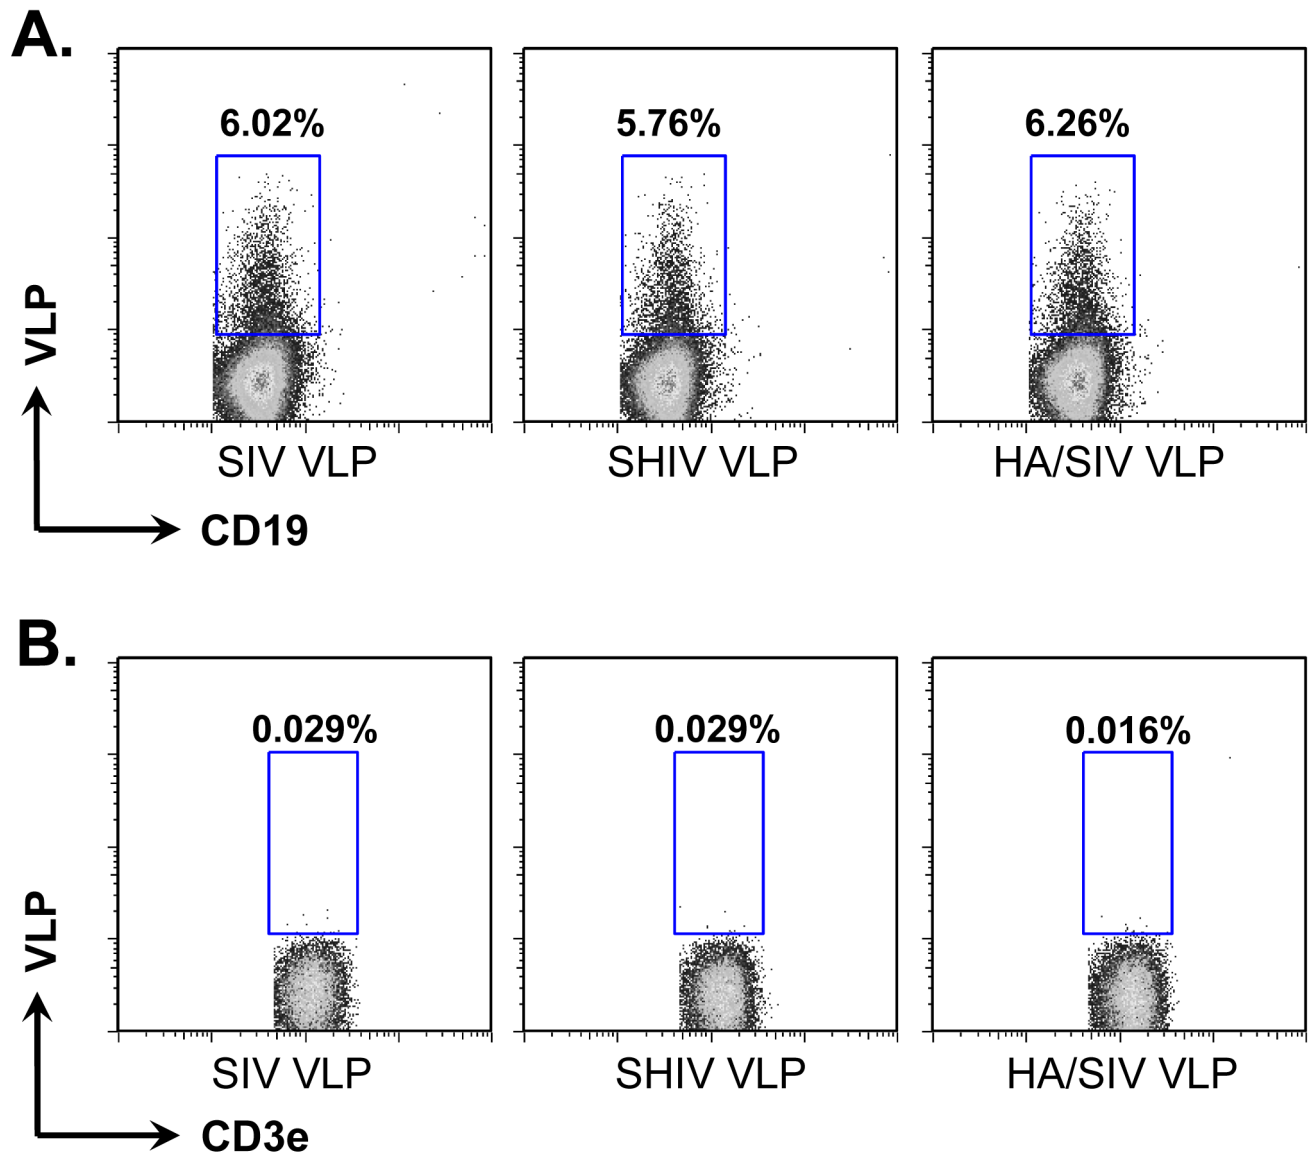 A.
6.02%
5.76%
6.26%
VLP
SIV VLP
SHIV VLP
HA/SIV VLP
CD19
B.
0.029%
0.029%
0.016%
VLP
SIV VLP
SHIV VLP
HA/SIV VLP
CD3e